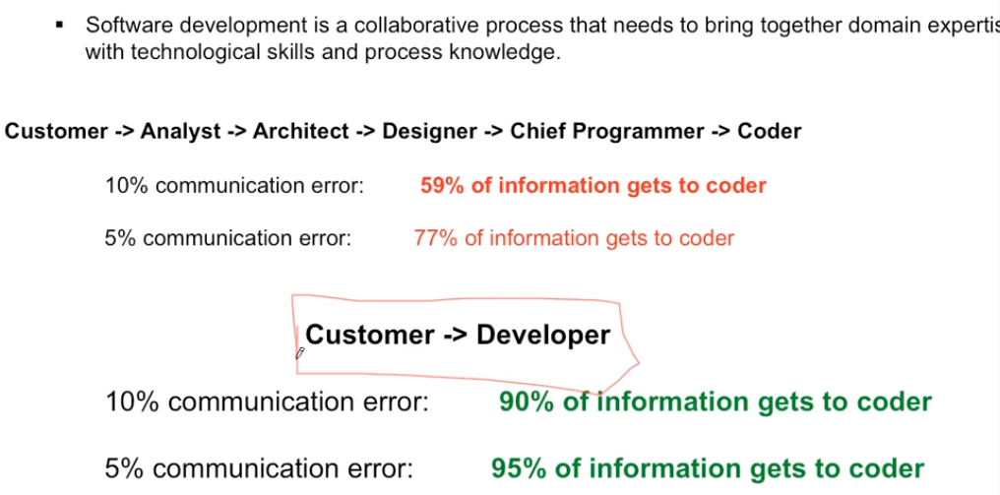 ▪ Software development is a collaborative process that needs to bring together domain expertis
with technological skills and process knowledge.
Customer -> Analyst -> Architect -> Designer -> Chief Programmer -> Coder
10% communication error: 59% of information gets to coder
5% communication error: 77% of information gets to coder
Customer -> Developer
10% communication error: 90% of information gets to coder
5% communication error: 95% of information gets to coder